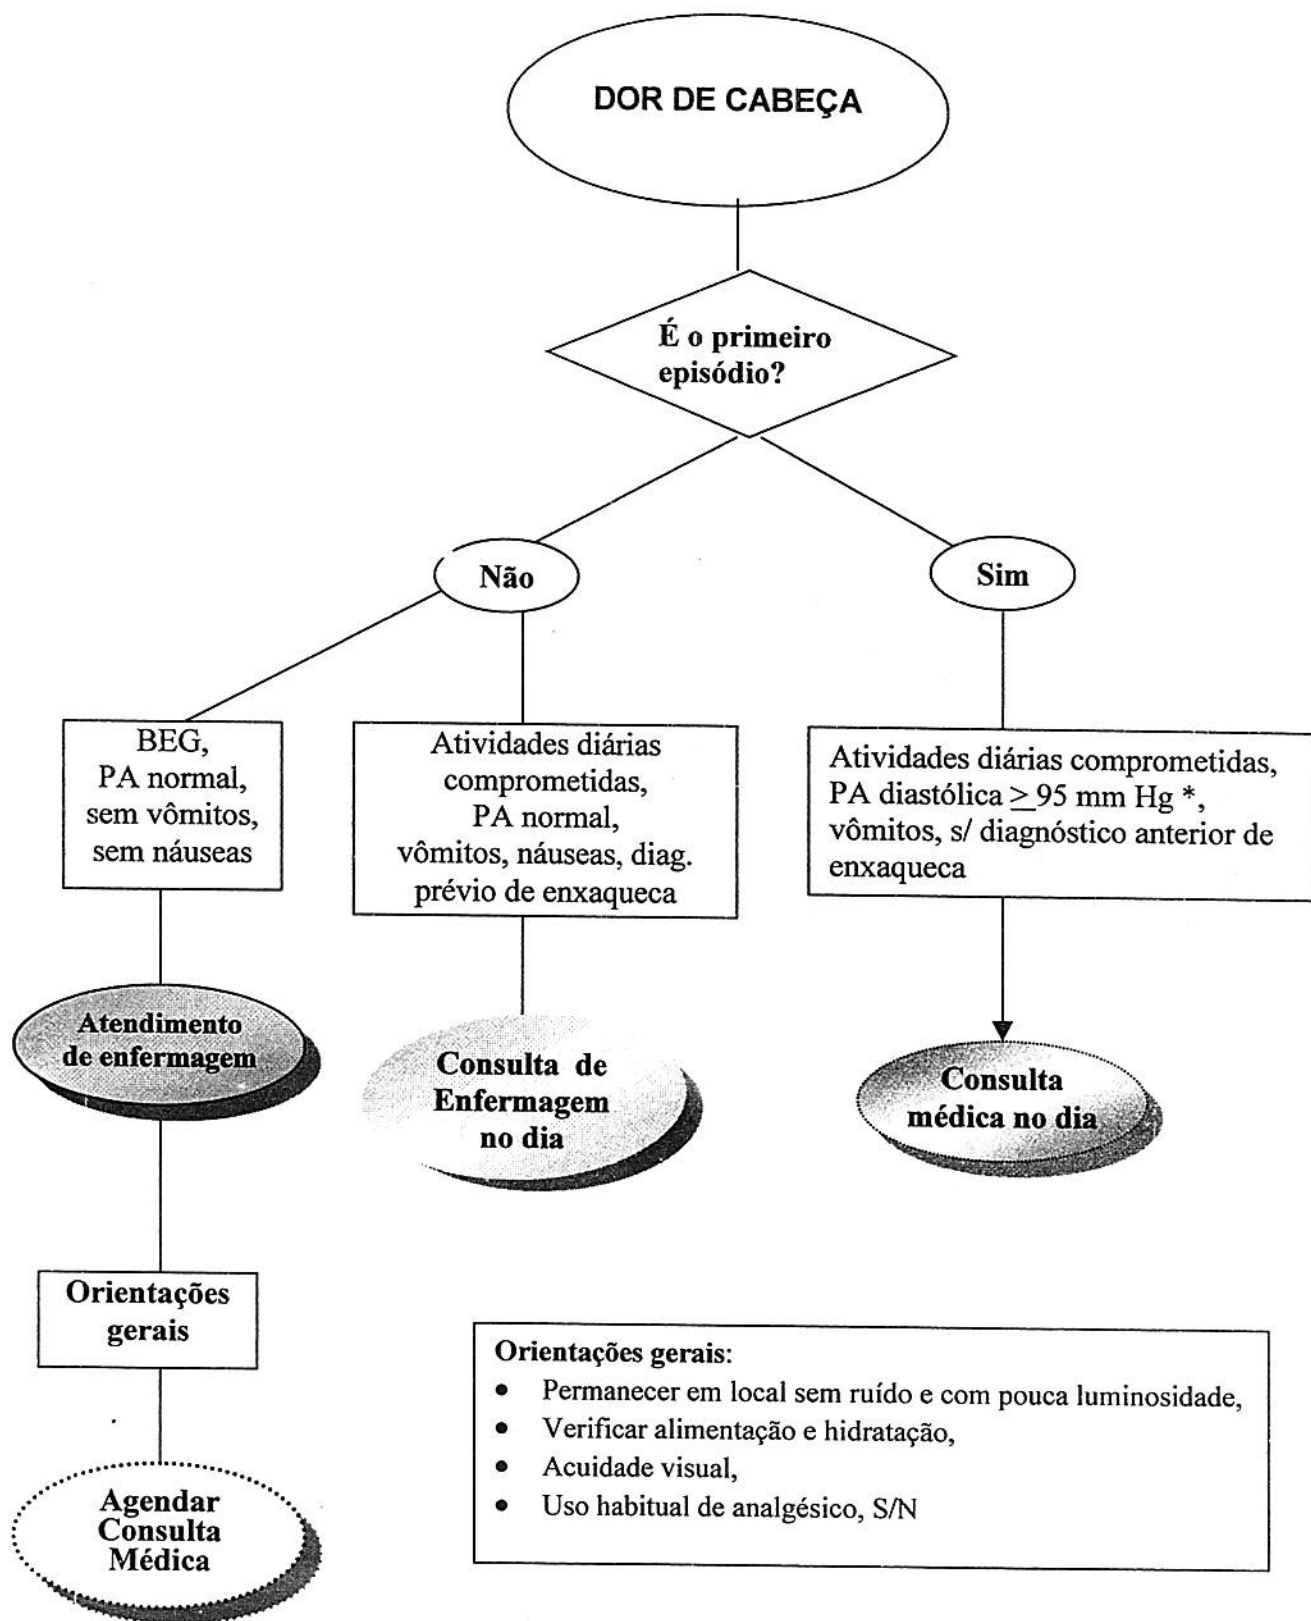 DOR DE CABEÇA
É o primeiro
episódio?
Não
Sim
BEG,
PA normal,
sem vômitos,
sem náuseas
Atividades diárias
comprometidas,
PA normal,
vômitos, náuseas, diag.
prévio de enxaqueca
Atividades diárias comprometidas,
PA diastólica ≥ 95 mm Hg *,
vômitos, s/ diagnóstico anterior de
enxaqueca
Atendimento
de enfermagem
Consulta de
Enfermagem
no dia
Consulta
médica no dia
Orientações
gerais
Agendar
Consulta
Médica
Orientações gerais:
• Permanecer em local sem ruído e com pouca luminosidade,
• Verificar alimentação e hidratação,
• Acuidade visual,
• Uso habitual de analgésico, S/N